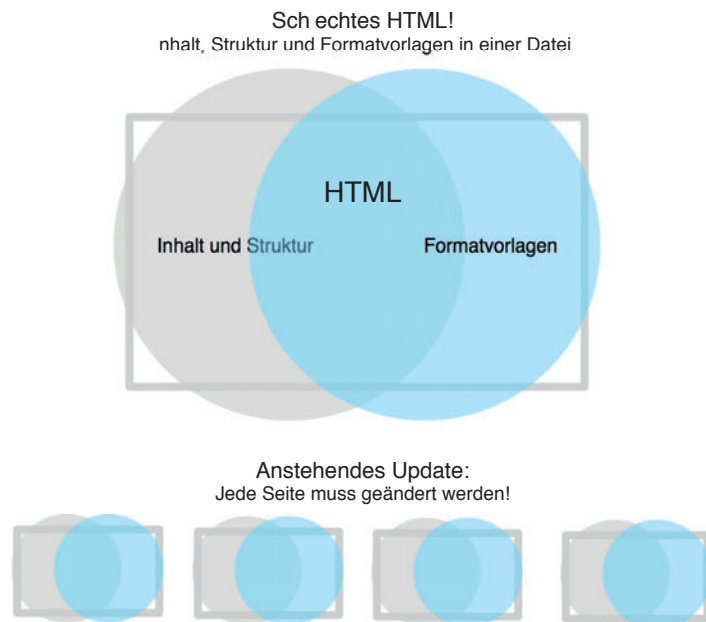 Sch echtes HTML!
nhalt, Struktur und Formatvorlagen in einer Datei
HTML
Inhalt und Struktur
Formatvorlagen
Anstehendes Update:
Jede Seite muss geändert werden!